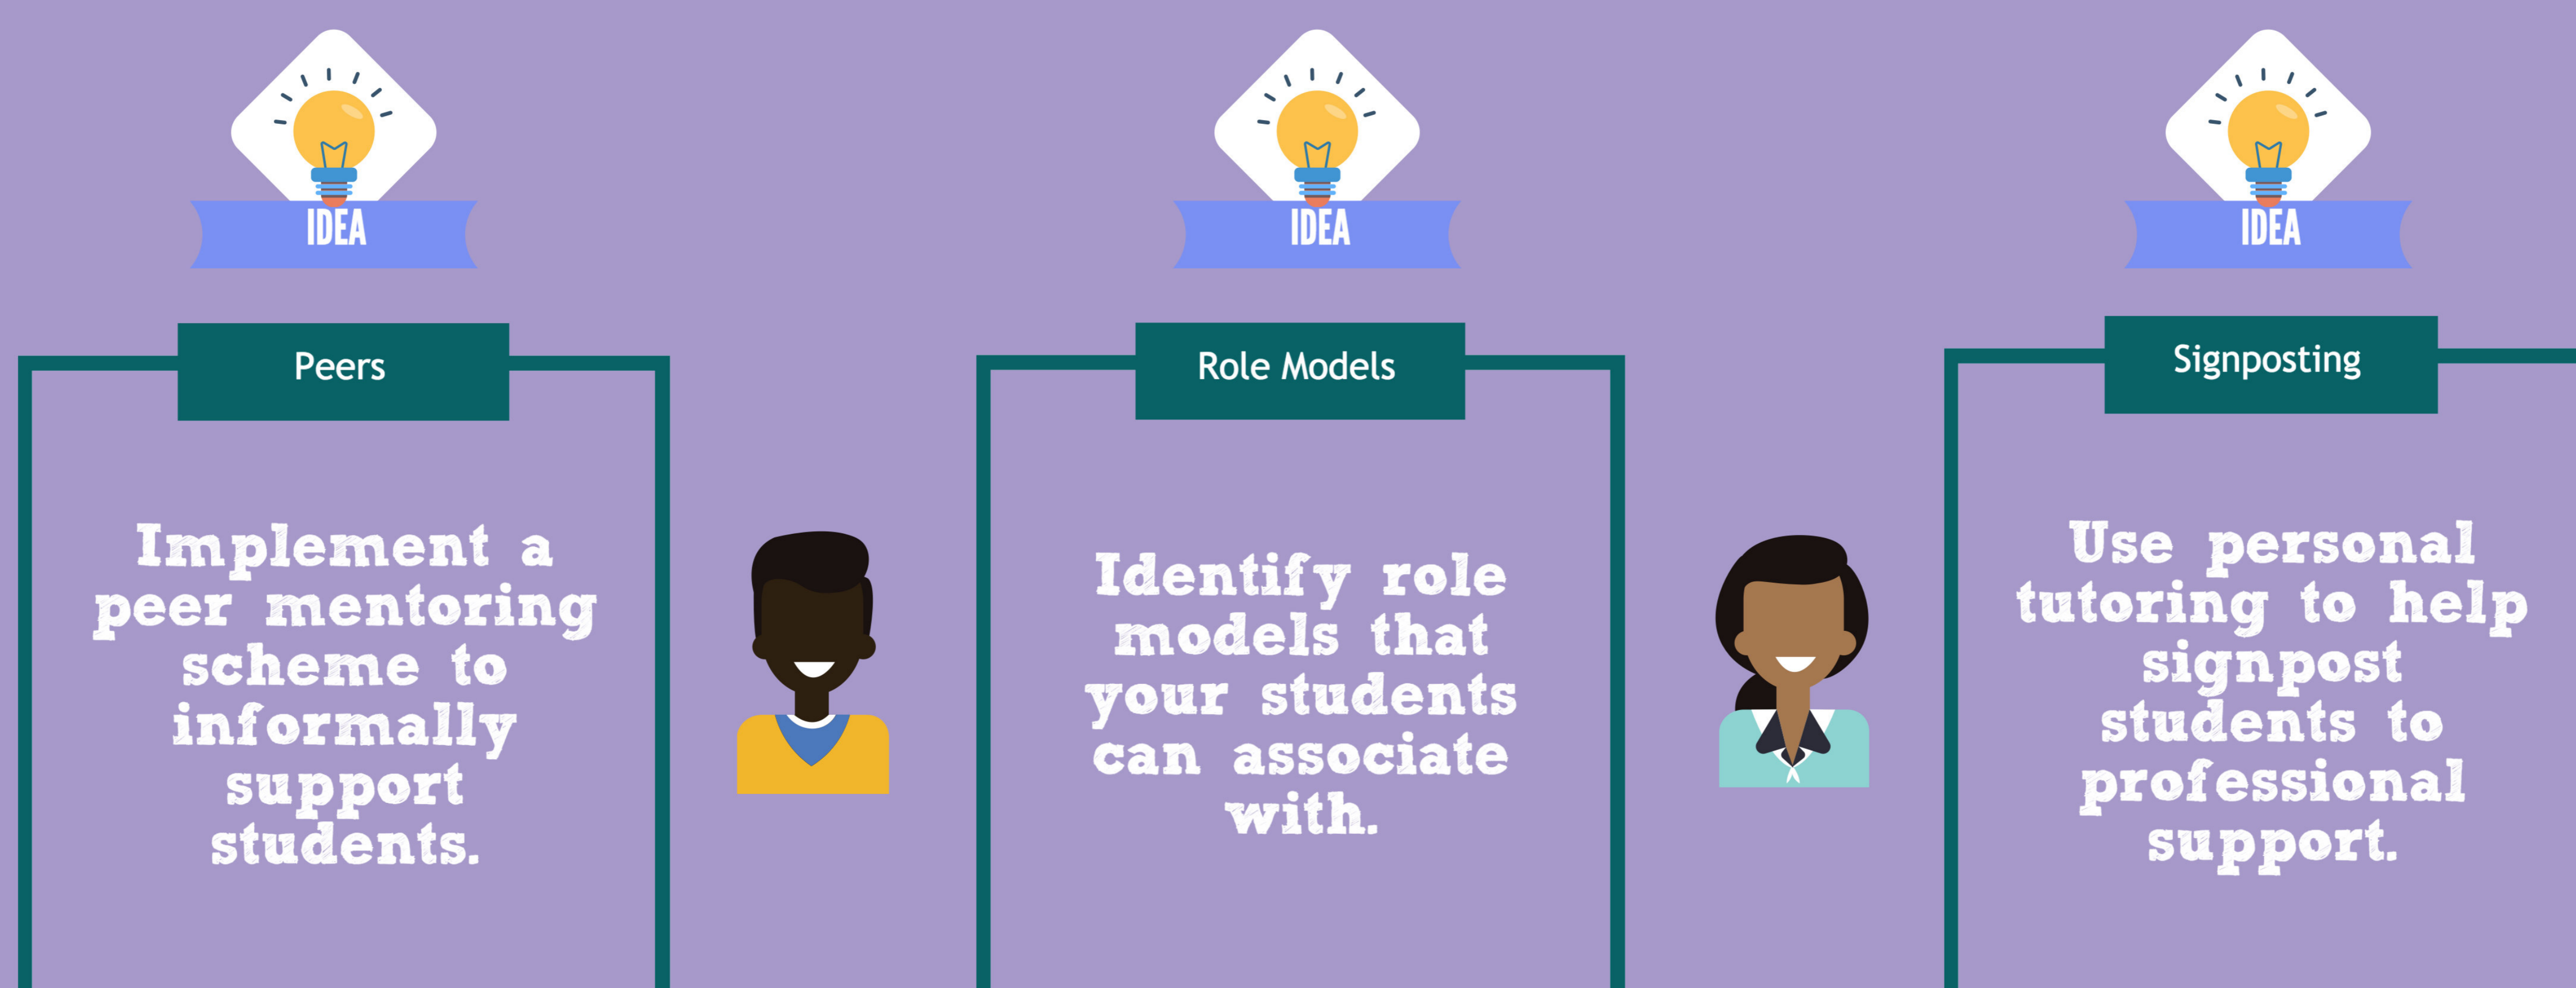 IDEA
Peers
Implement a
peer mentoring
scheme to
informally
support
students.
IDEA
Role Models
Identify role
models that
your students
can associate
with.
IDEA
Signposting
Use personal
tutoring to help
signpost
students to
professional
support.